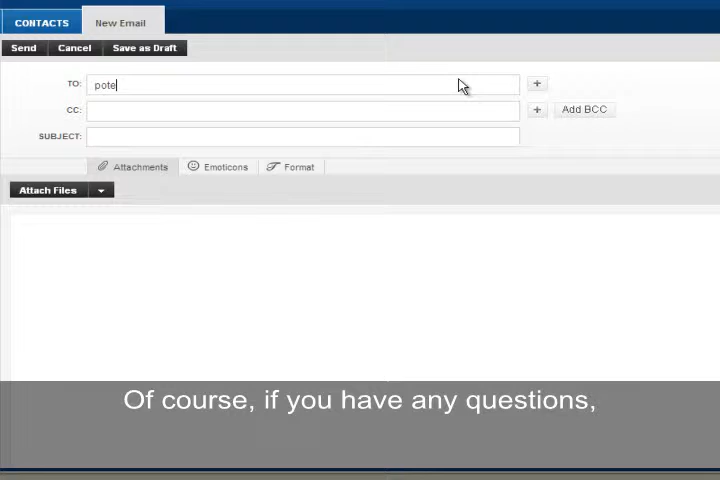 CONTACTS New Email
Send Cancel Save as Draft
TO: pote +
CC: + Add BCC
SUBJECT:
Attachments Emoticons Format
Attach Files
Of course, if you have any questions,